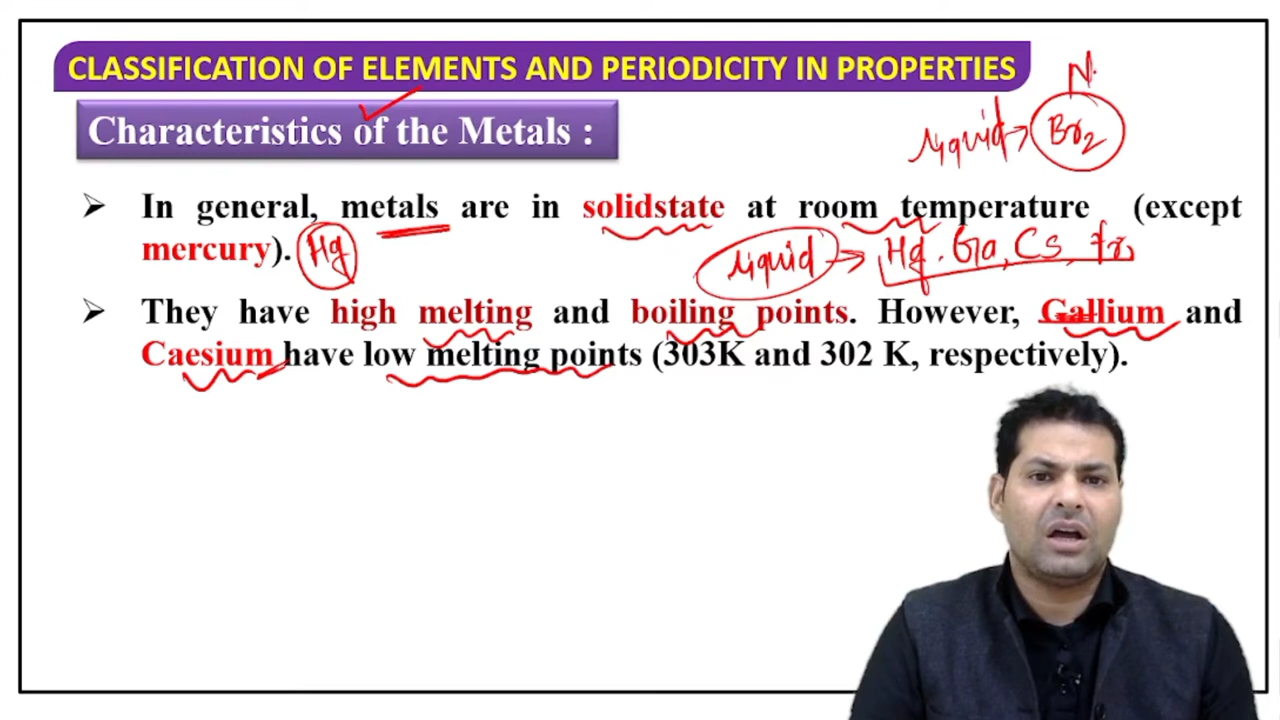 CLASSIFICATION OF ELEMENTS AND PERIODICITY IN PROPERTIES
N.
Characteristics of the Metals :
liquid → Br2
➢ In general, metals are in solidstate at room temperature (except
mercury). Hg
liquid → Hg, Ga, Cs, Fr
➢ They have high melting and boiling points. However, Gallium and
Caesium have low melting points (303K and 302 K, respectively).